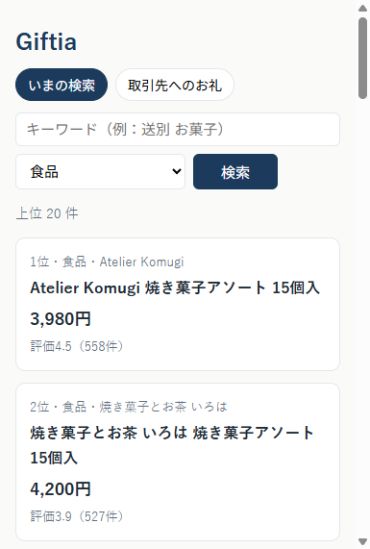 Giftia
いまの検索
取引先へのお礼
キーワード（例：送別 お菓子）
食品
検索
上位 20 件
1位・食品・Atelier Komugi
Atelier Komugi 焼き菓子アソート 15個入
3,980円
評価4.5（558件）
2位・食品・焼き菓子とお茶 いろは
焼き菓子とお茶 いろは 焼き菓子アソート
15個入
4,200円
評価3.9（527件）